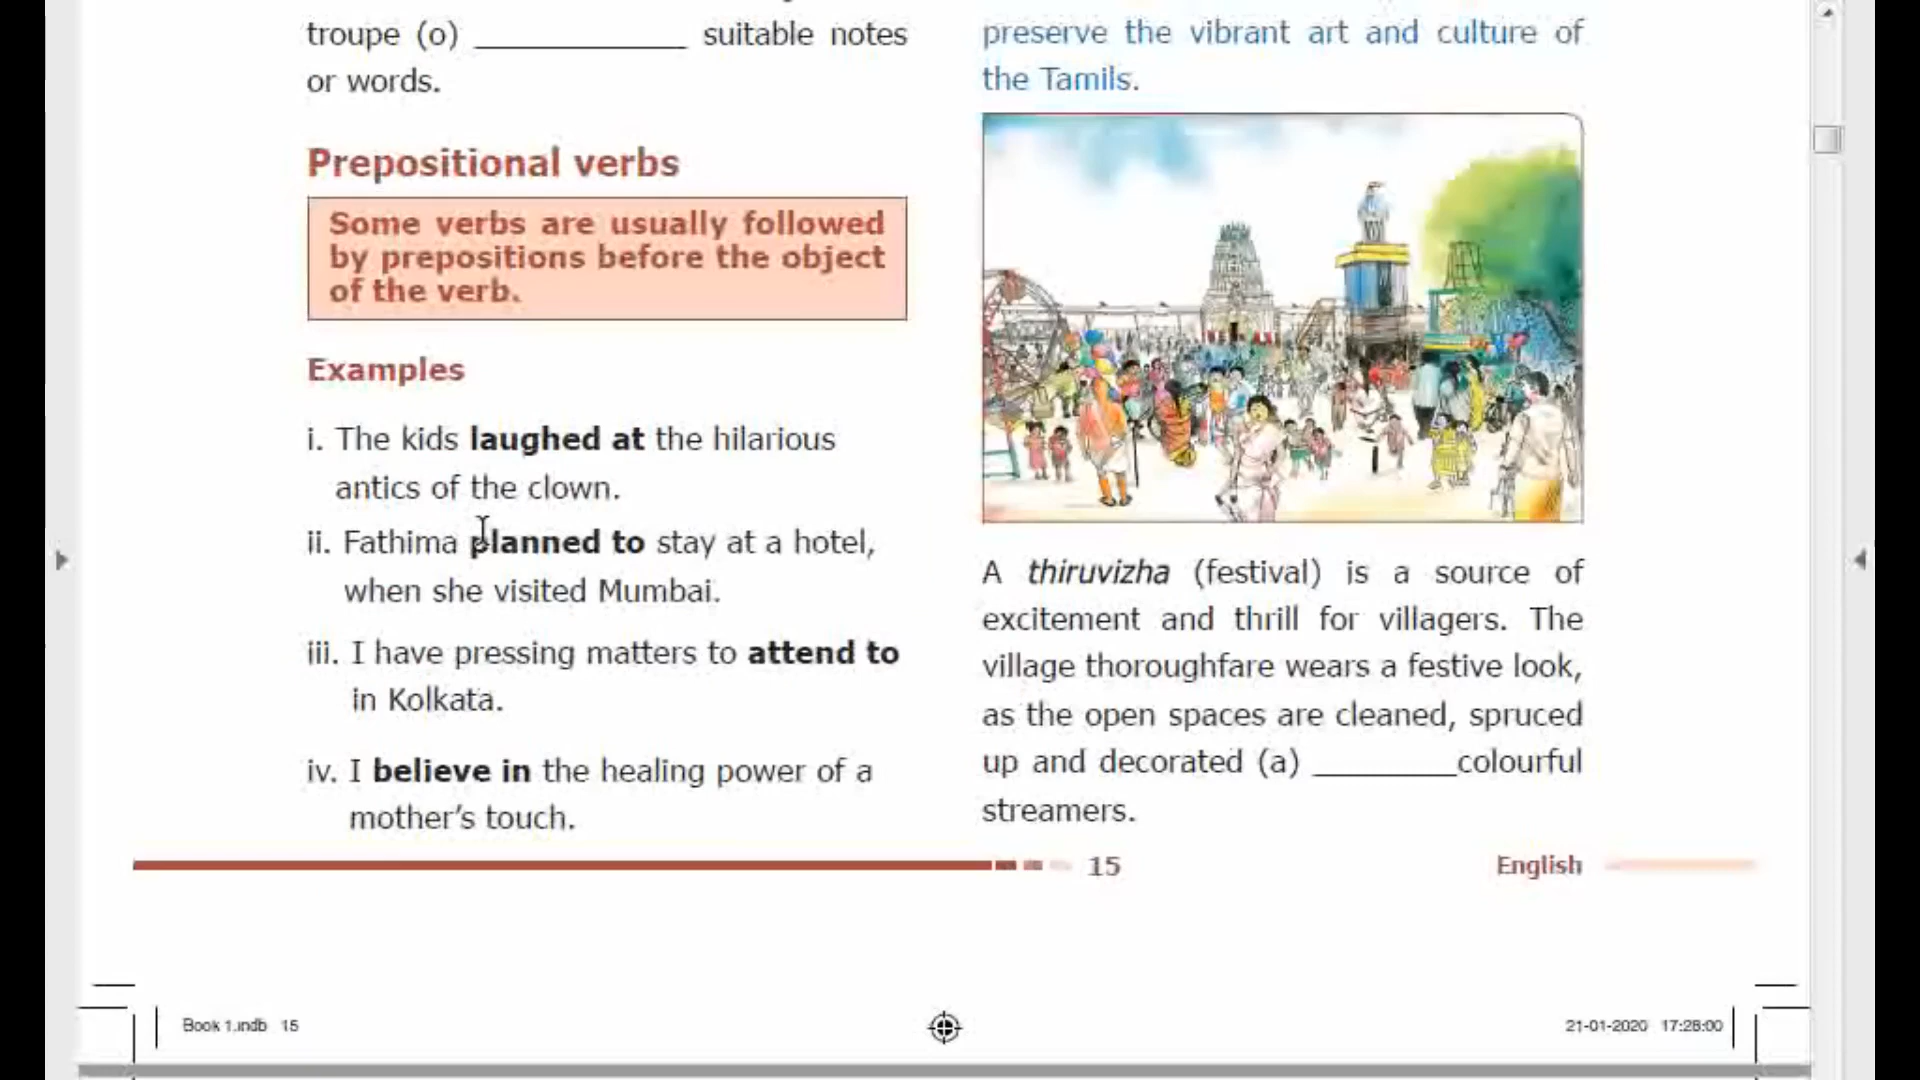 troupe (o) ____________ suitable notes
or words.
Prepositional verbs
Some verbs are usually followed
by prepositions before the object
of the verb.
Examples
i. The kids laughed at the hilarious
antics of the clown.
ii. Fathima planned to stay at a hotel,
when she visited Mumbai.
iii. I have pressing matters to attend to
in Kolkata.
iv. I believe in the healing power of a
mother's touch.
preserve the vibrant art and culture of
the Tamils.
A thiruvizha (festival) is a source of
excitement and thrill for villagers. The
village thoroughfare wears a festive look,
as the open spaces are cleaned, spruced
up and decorated (a) ________colourful
streamers.
15
English
Book 1.indb 15
21-01-2020 17:28:00